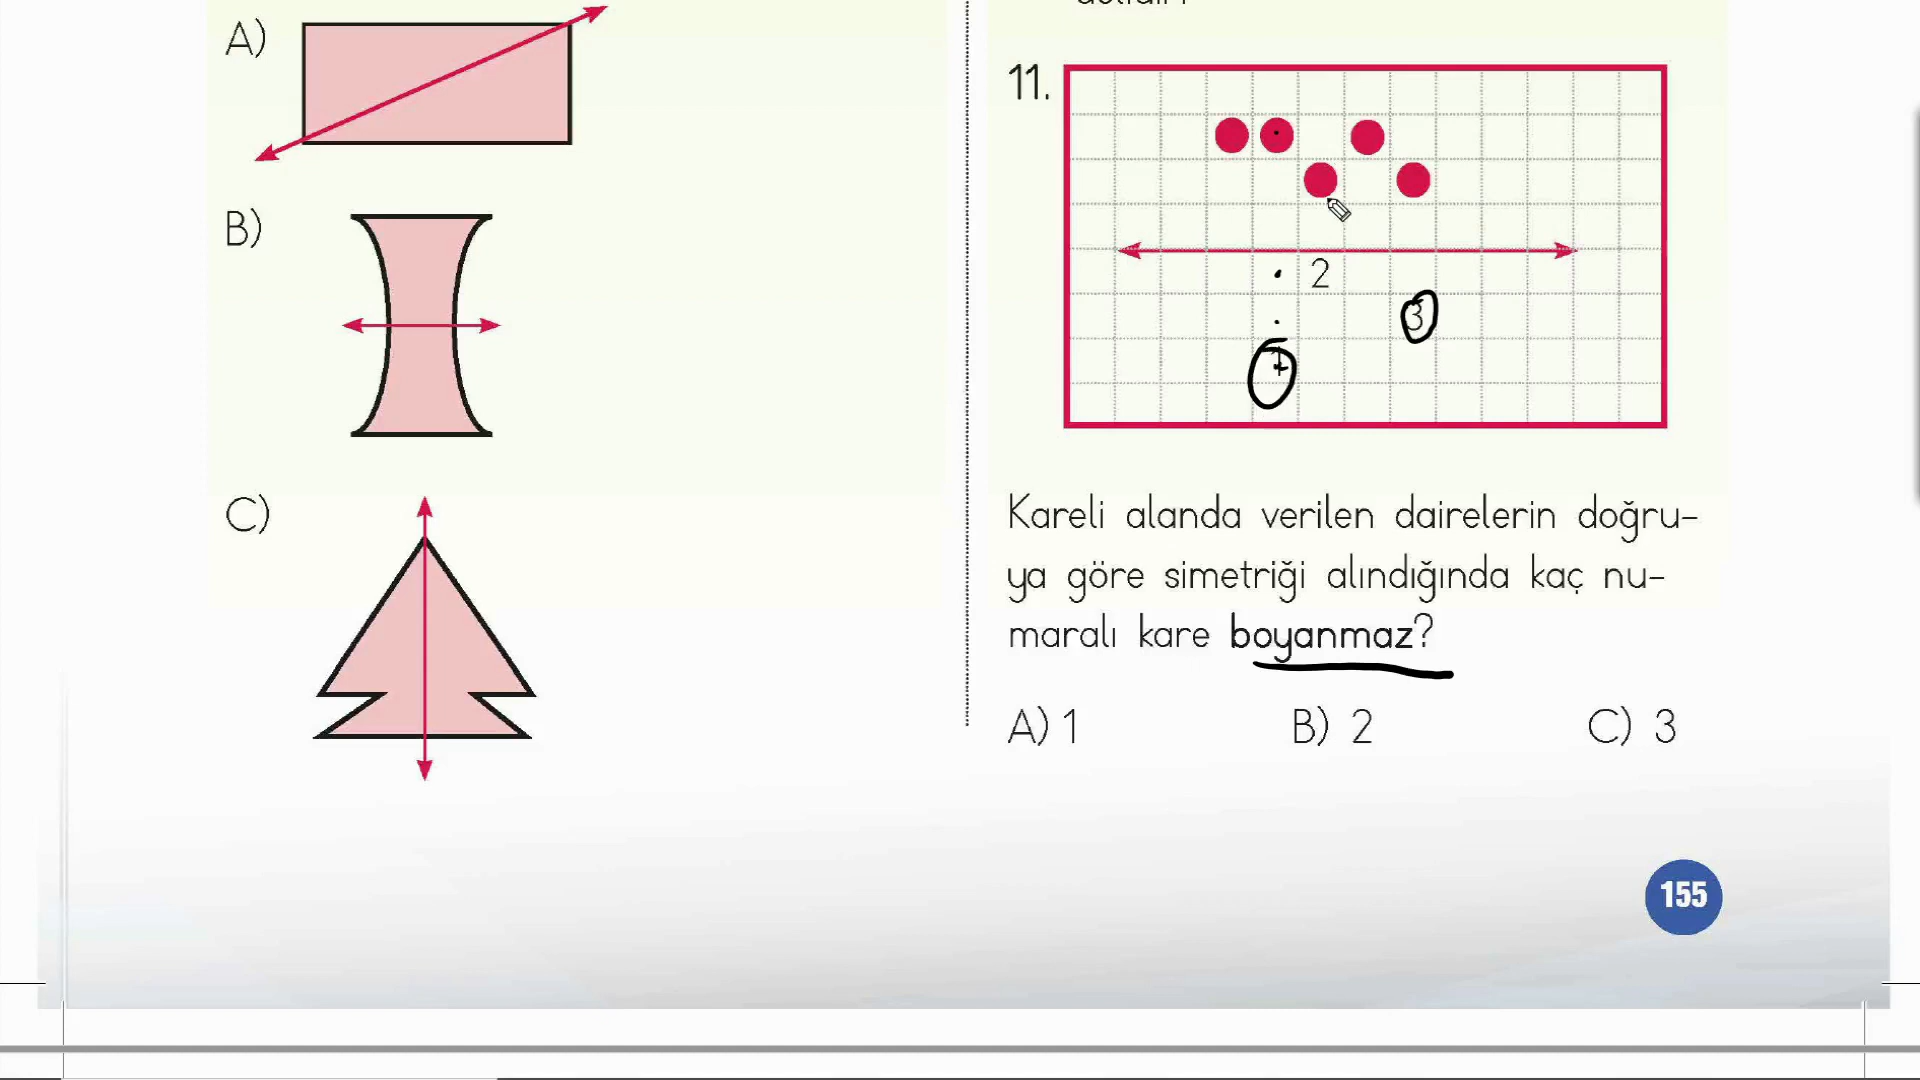 A)
B)
C)
11.
2
3
1
Kareli alanda verilen dairelerin doğru-
ya göre simetriği alındığında kaç nu-
maralı kare boyanmaz?
A) 1 B) 2 C) 3
155